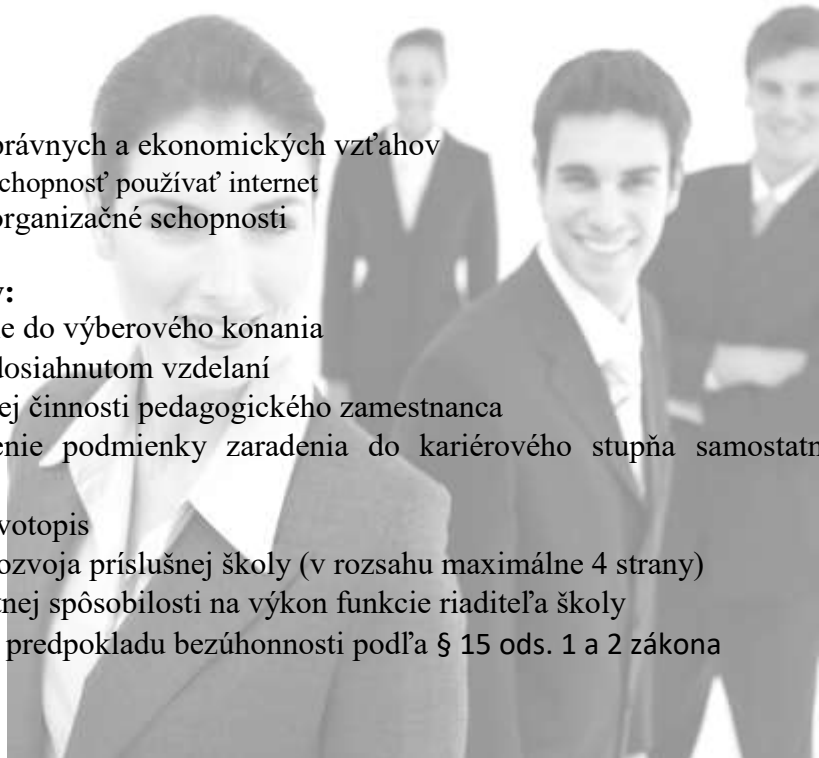 právnych a ekonomických vzťahov
schopnosť používať internet
organizačné schopnosti
y:
e do výberového konania
dosiahnutom vzdelaní
ej činnosti pedagogického zamestnanca
enie podmienky zaradenia do kariérového stupňa samostatn
votopis
ozvoja príslušnej školy (v rozsahu maximálne 4 strany)
tnej spôsobilosti na výkon funkcie riaditeľa školy
predpokladu bezúhonnosti podľa § 15 ods. 1 a 2 zákona